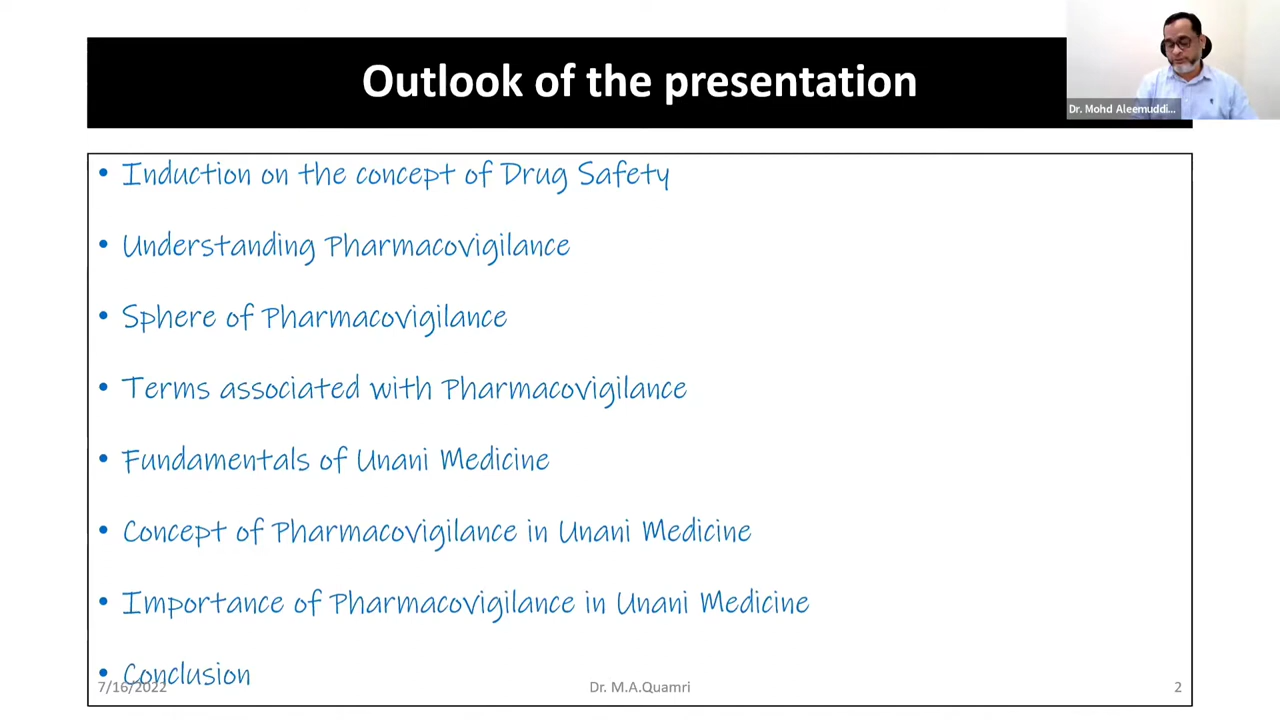 Outlook of the presentation
Dr. Mohd Aleemuddi...
• Induction on the concept of Drug Safety
• Understanding Pharmacovigilance
• Sphere of Pharmacovigilance
• Terms associated with Pharmacovigilance
• Fundamentals of Unani Medicine
• Concept of Pharmacovigilance in Unani Medicine
• Importance of Pharmacovigilance in Unani Medicine
• Conclusion
7/16/2022 Dr. M.A.Quamri 2